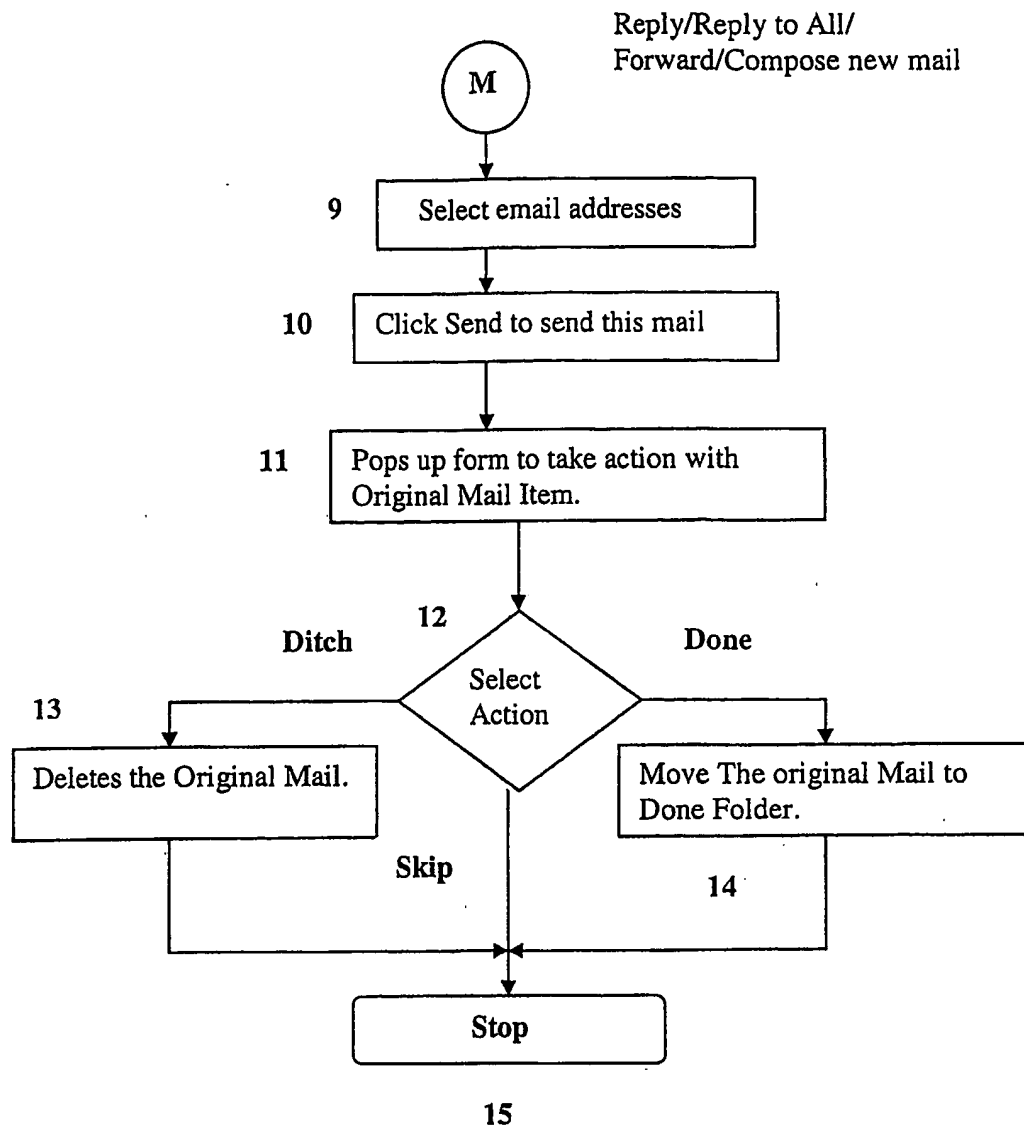 Reply/Reply to All/
Forward/Compose new mail
M
9
Select email addresses
10
Click Send to send this mail
11
Pops up form to take action with
Original Mail Item.
12
Ditch
Done
Select
Action
13
Deletes the Original Mail.
Move The original Mail to
Done Folder.
Skip
14
Stop
15